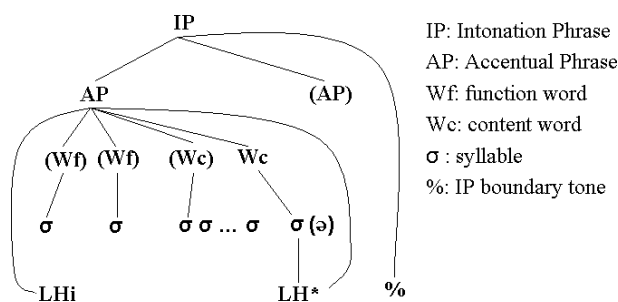 IP
AP (AP)
(Wf) (Wf) (Wc) Wc
σ σ σ σ ... σ σ (ə)
LHi LH* %
IP: Intonation Phrase
AP: Accentual Phrase
Wf: function word
Wc: content word
σ : syllable
%: IP boundary tone